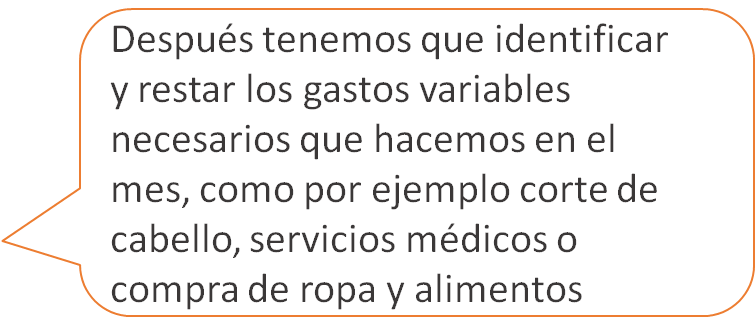 Después tenemos que identificar
y restar los gastos variables
necesarios que hacemos en el
mes, como por ejemplo corte de
cabello, servicios médicos o
compra de ropa y alimentos